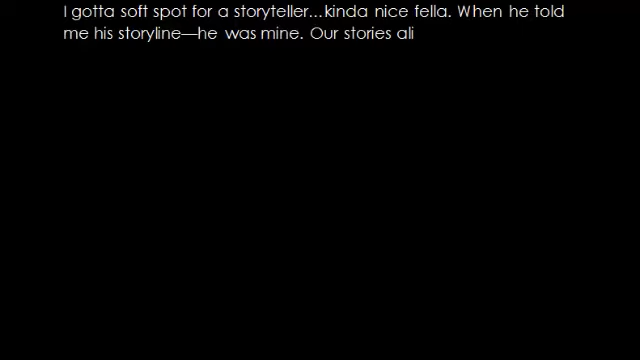 I gotta soft spot for a storyteller...kinda nice fella. When he told
me his storyline—he was mine. Our stories ali